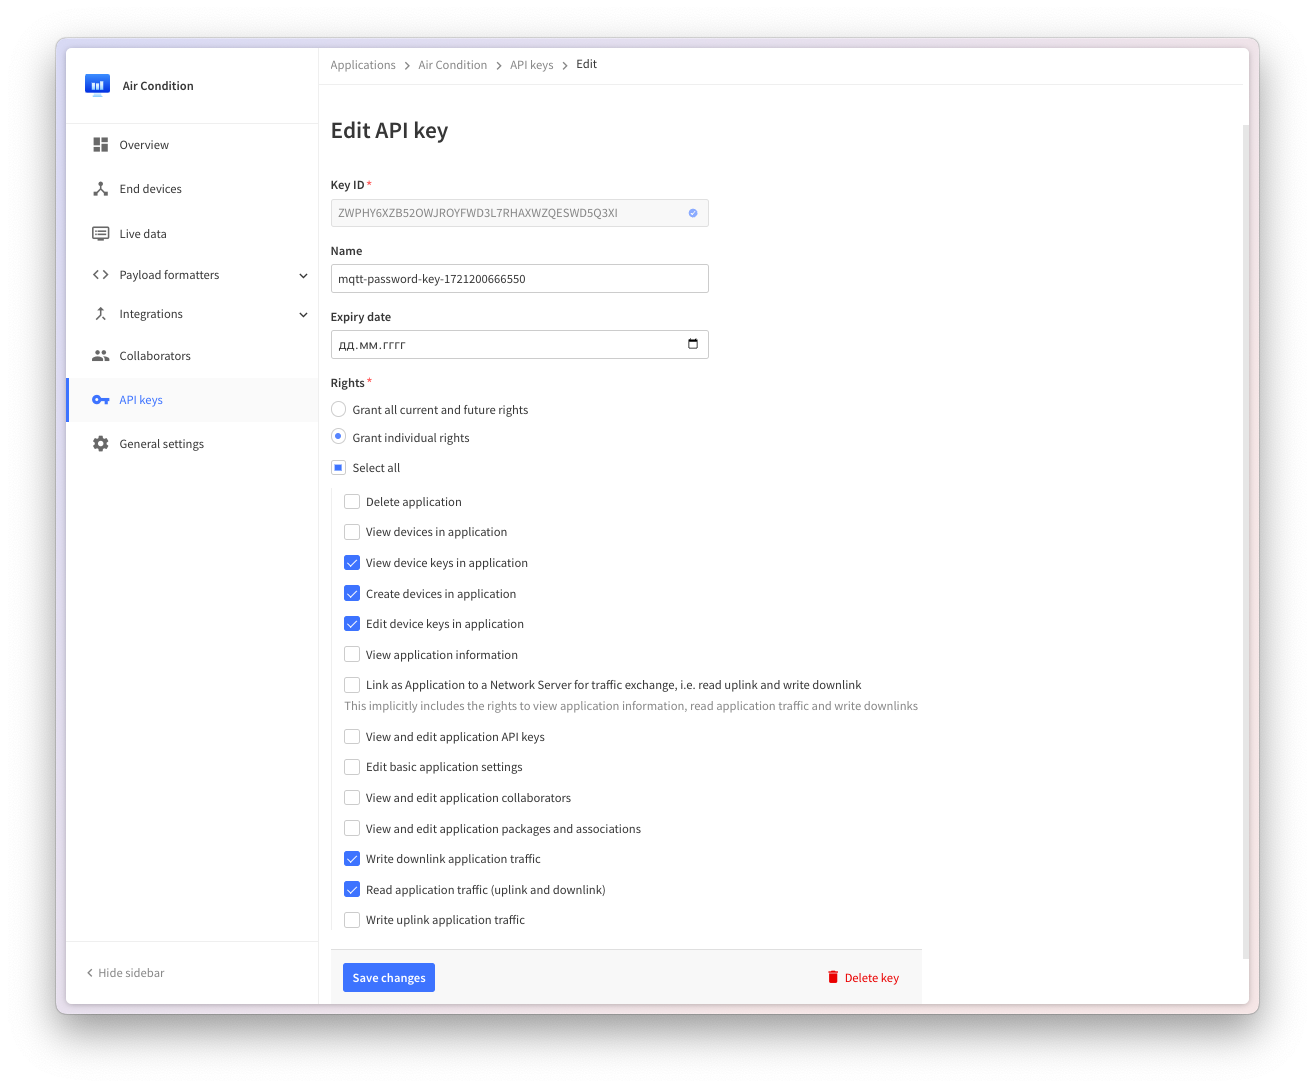 Air Condition
Overview
End devices
Live data
Payload formatters
Integrations
Collaborators
API keys
General settings
Hide sidebar
Applications > Air Condition > API keys > Edit
Edit API key
Key ID *
ZWPHY6XZB52OWJROYFWD3L7RHAXWZQESWD5Q3XI
Name
mqtt-password-key-1721200666550
Expiry date
дд.мм.гггг
Rights *
Grant all current and future rights
Grant individual rights
Select all
Delete application
View devices in application
View device keys in application
Create devices in application
Edit device keys in application
View application information
Link as Application to a Network Server for traffic exchange, i.e. read uplink and write downlink
This implicitly includes the rights to view application information, read application traffic and write downlinks
View and edit application API keys
Edit basic application settings
View and edit application collaborators
View and edit application packages and associations
Write downlink application traffic
Read application traffic (uplink and downlink)
Write uplink application traffic
Save changes
Delete key